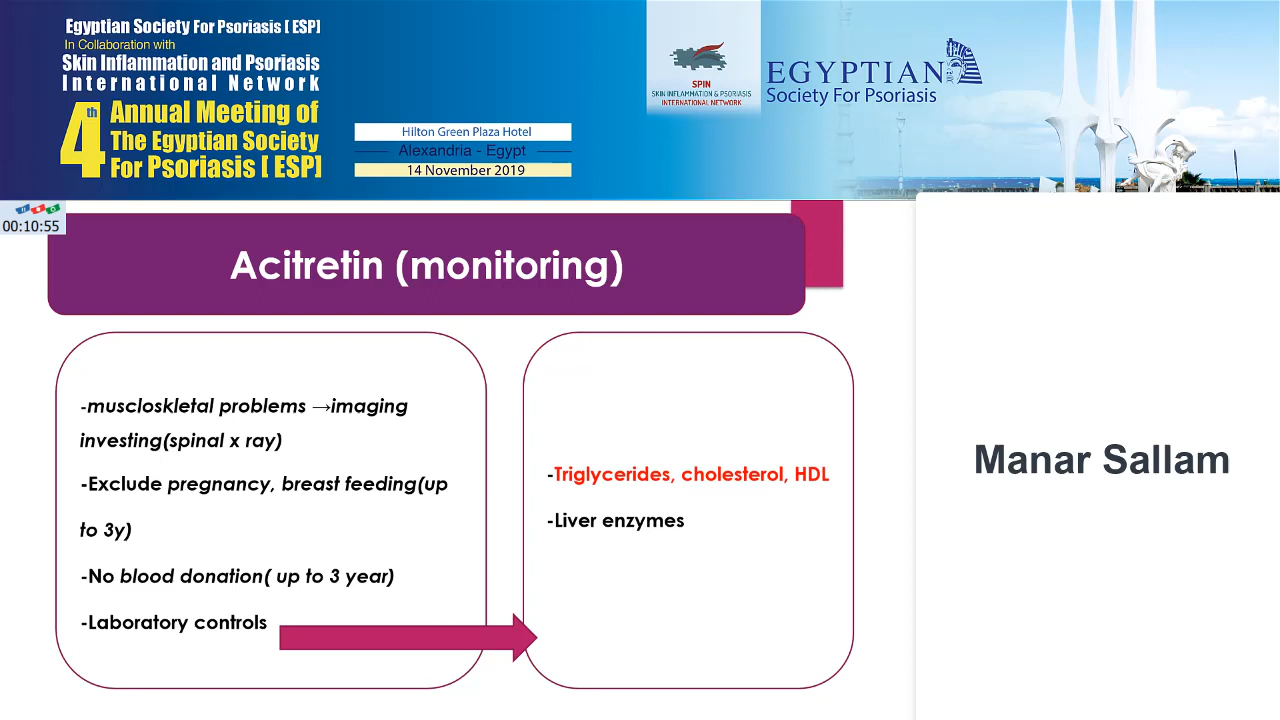 Egyptian Society For Psoriasis [ ESP]
In Collaboration with
Skin Inflammation and Psoriasis
International Network
4th Annual Meeting of
The Egyptian Society
For Psoriasis [ ESP]
Hilton Green Plaza Hotel
Alexandria - Egypt
14 November 2019
SPIN
SKIN INFLAMMATION & PSORIASIS
INTERNATIONAL NETWORK
EGYPTIAN
Society For Psoriasis
00:10:55
Acitretin (monitoring)
-muscloskletal problems →imaging
investing(spinal x ray)
-Exclude pregnancy, breast feeding(up
to 3y)
-No blood donation( up to 3 year)
-Laboratory controls
-Triglycerides, cholesterol, HDL
-Liver enzymes
Manar Sallam